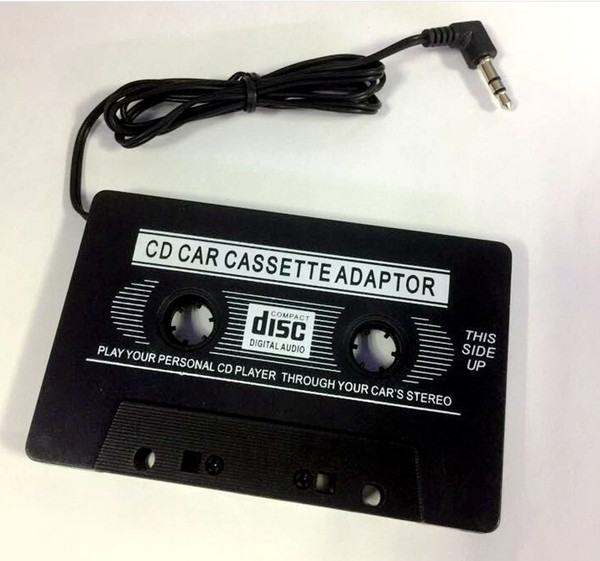 CD CAR CASSETTE ADAPTOR
COMPACT
disc
DIGITAL AUDIO
THIS
SIDE
UP
PLAY YOUR PERSONAL CD PLAYER THROUGH YOUR CAR'S STEREO